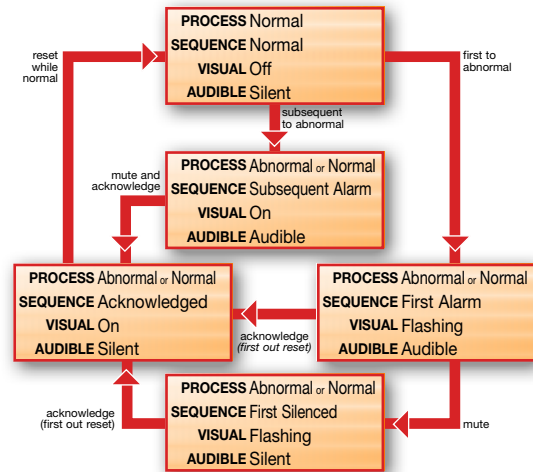 PROCESS Normal
SEQUENCE Normal
VISUAL Off
AUDIBLE Silent
reset
while
normal
first to
abnormal
subsequent
to abnormal
PROCESS Abnormal or Normal
SEQUENCE Subsequent Alarm
VISUAL On
AUDIBLE Audible
mute and
acknowledge
PROCESS Abnormal or Normal
SEQUENCE Acknowledged
VISUAL On
AUDIBLE Silent
acknowledge
(first out reset)
PROCESS Abnormal or Normal
SEQUENCE First Alarm
VISUAL Flashing
AUDIBLE Audible
acknowledge
(first out reset)
PROCESS Abnormal or Normal
SEQUENCE First Silenced
VISUAL Flashing
AUDIBLE Silent
mute